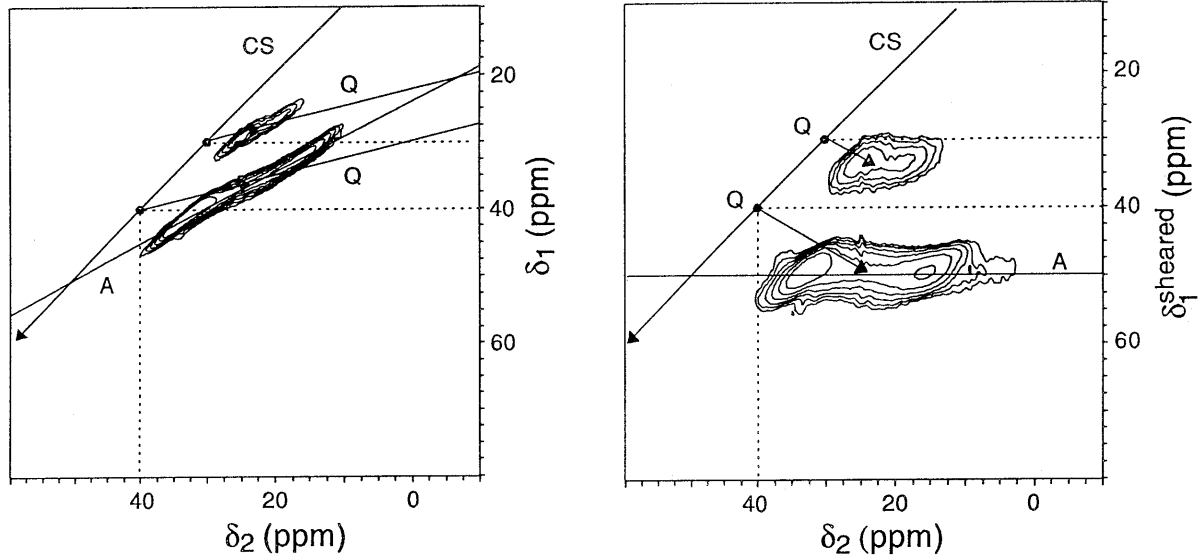 CS
Q
Q
A
20
40
60
δ1 (ppm)
40 20 0
δ2 (ppm)
CS
Q
Q
A
20
40
60
δ1sheared (ppm)
40 20 0
δ2 (ppm)